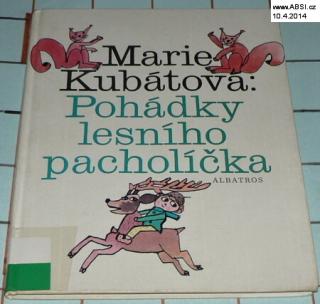 www.ABSI.cz
10.4.2014
Marie
Kubátová:
Pohádky
lesního
pacholíčka
ALBATROS